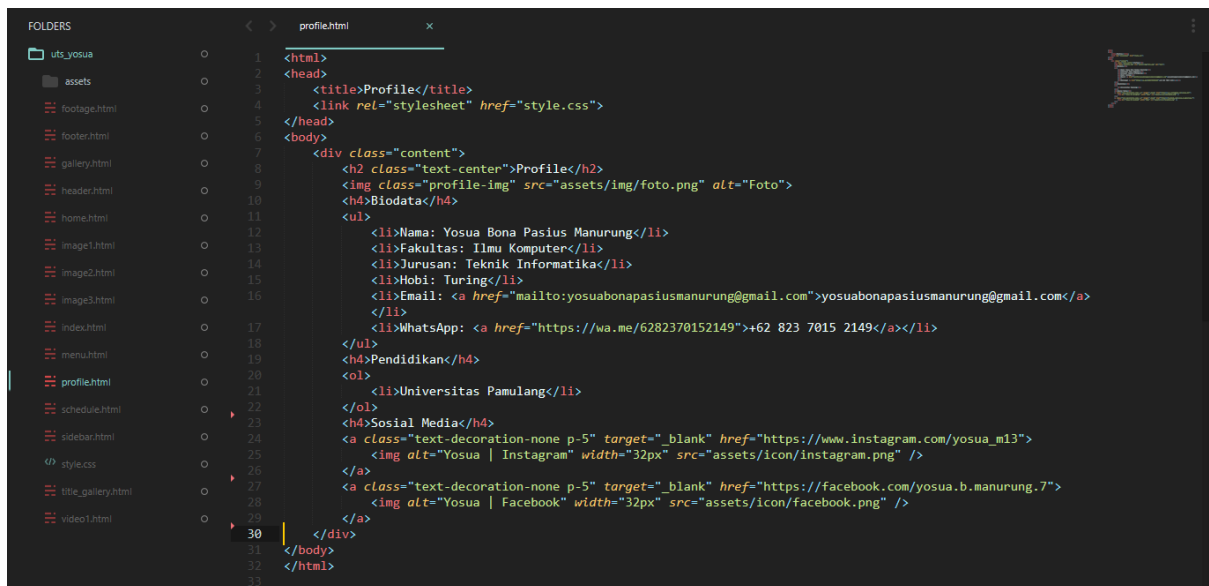 FOLDERS
uts_yosua
assets
footage.html
footer.html
gallery.html
header.html
home.html
image1.html
image2.html
image3.html
index.html
menu.html
profile.html
schedule.html
sidebar.html
style.css
title_gallery.html
video1.html
profile.html ×
1 <html>
2 <head>
3 <title>Profile</title>
4 <link rel="stylesheet" href="style.css">
5 </head>
6 <body>
7 <div class="content">
8 <h2 class="text-center">Profile</h2>
9 <img class="profile-img" src="assets/img/foto.png" alt="Foto">
10 <h4>Biodata</h4>
11 <ul>
12 <li>Nama: Yosua Bona Pasius Manurung</li>
13 <li>Fakultas: Ilmu Komputer</li>
14 <li>Jurusan: Teknik Informatika</li>
15 <li>Hobi: Turing</li>
16 <li>Email: <a href="mailto:yosuabonapasiusmanurung@gmail.com">yosuabonapasiusmanurung@gmail.com</a>
</li>
17 <li>WhatsApp: <a href="https://wa.me/6282370152149">+62 823 7015 2149</a></li>
18 </ul>
19 <h4>Pendidikan</h4>
20 <ol>
21 <li>Universitas Pamulang</li>
22 </ol>
23 <h4>Sosial Media</h4>
24 <a class="text-decoration-none p-5" target="_blank" href="https://www.instagram.com/yosua_m13">
25 <img alt="Yosua | Instagram" width="32px" src="assets/icon/instagram.png" />
26 </a>
27 <a class="text-decoration-none p-5" target="_blank" href="https://facebook.com/yosua.b.manurung.7">
28 <img alt="Yosua | Facebook" width="32px" src="assets/icon/facebook.png" />
29 </a>
30 </div>
31 </body>
32 </html>
33